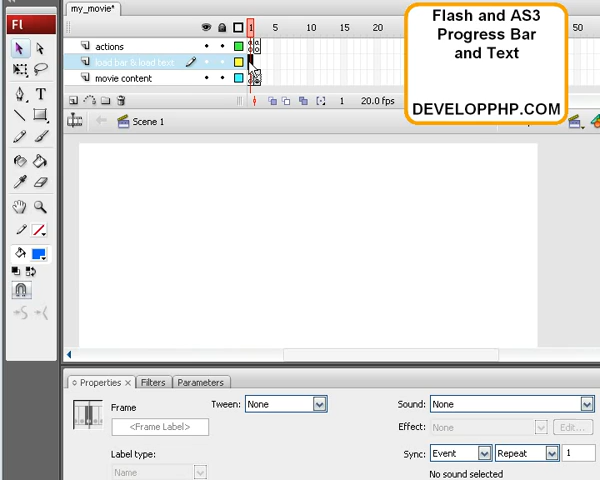 my_movie*
Flash and AS3
Progress Bar
and Text
DEVELOPPHP.COM
Fl
1 5 10 15 20 25 50
actions
load bar & load text
movie content
1 20.0 fps
Scene 1
T
Properties × Filters Parameters
Frame
Tween: None
Sound: None
<Frame Label>
Effect: None Edit...
Label type:
Sync: Event Repeat 1
Name
No sound selected